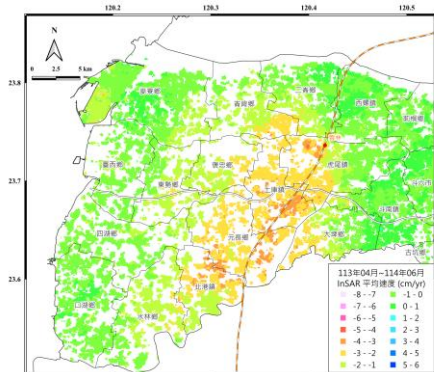 120.2 120.3 120.4 120.5
N
0 2.5 5 km
23.8
麥寮鄉
崙背鄉
二崙鄉
西螺鎮
莿桐鄉
臺西鄉
東勢鄉
褒忠鄉
虎尾鎮
23.7
土庫鎮
斗六市
斗南鎮
四湖鄉
元長鄉
大埤鄉
古坑鄉
23.6
北港鎮
口湖鄉
水林鄉
113年04月~114年06月
InSAR 平均速度 (cm/yr)
-8 - -7 -1 - 0
-7 - -6 0 - 1
-6 - -5 1 - 2
-5 - -4 2 - 3
-4 - -3 3 - 4
-3 - -2 4 - 5
-2 - -1 5 - 6